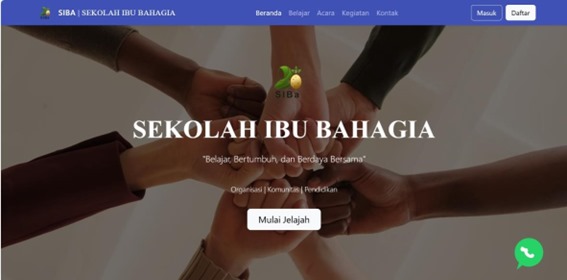 SIBA | SEKOLAH IBU BAHAGIA
Beranda Belajar Acara Kegiatan Kontak
Masuk Daftar
SIBa
SEKOLAH IBU BAHAGIA
"Belajar, Bertumbuh, dan Berdaya Bersama"
Organisasi | Komunitas | Pendidikan
Mulai Jelajah